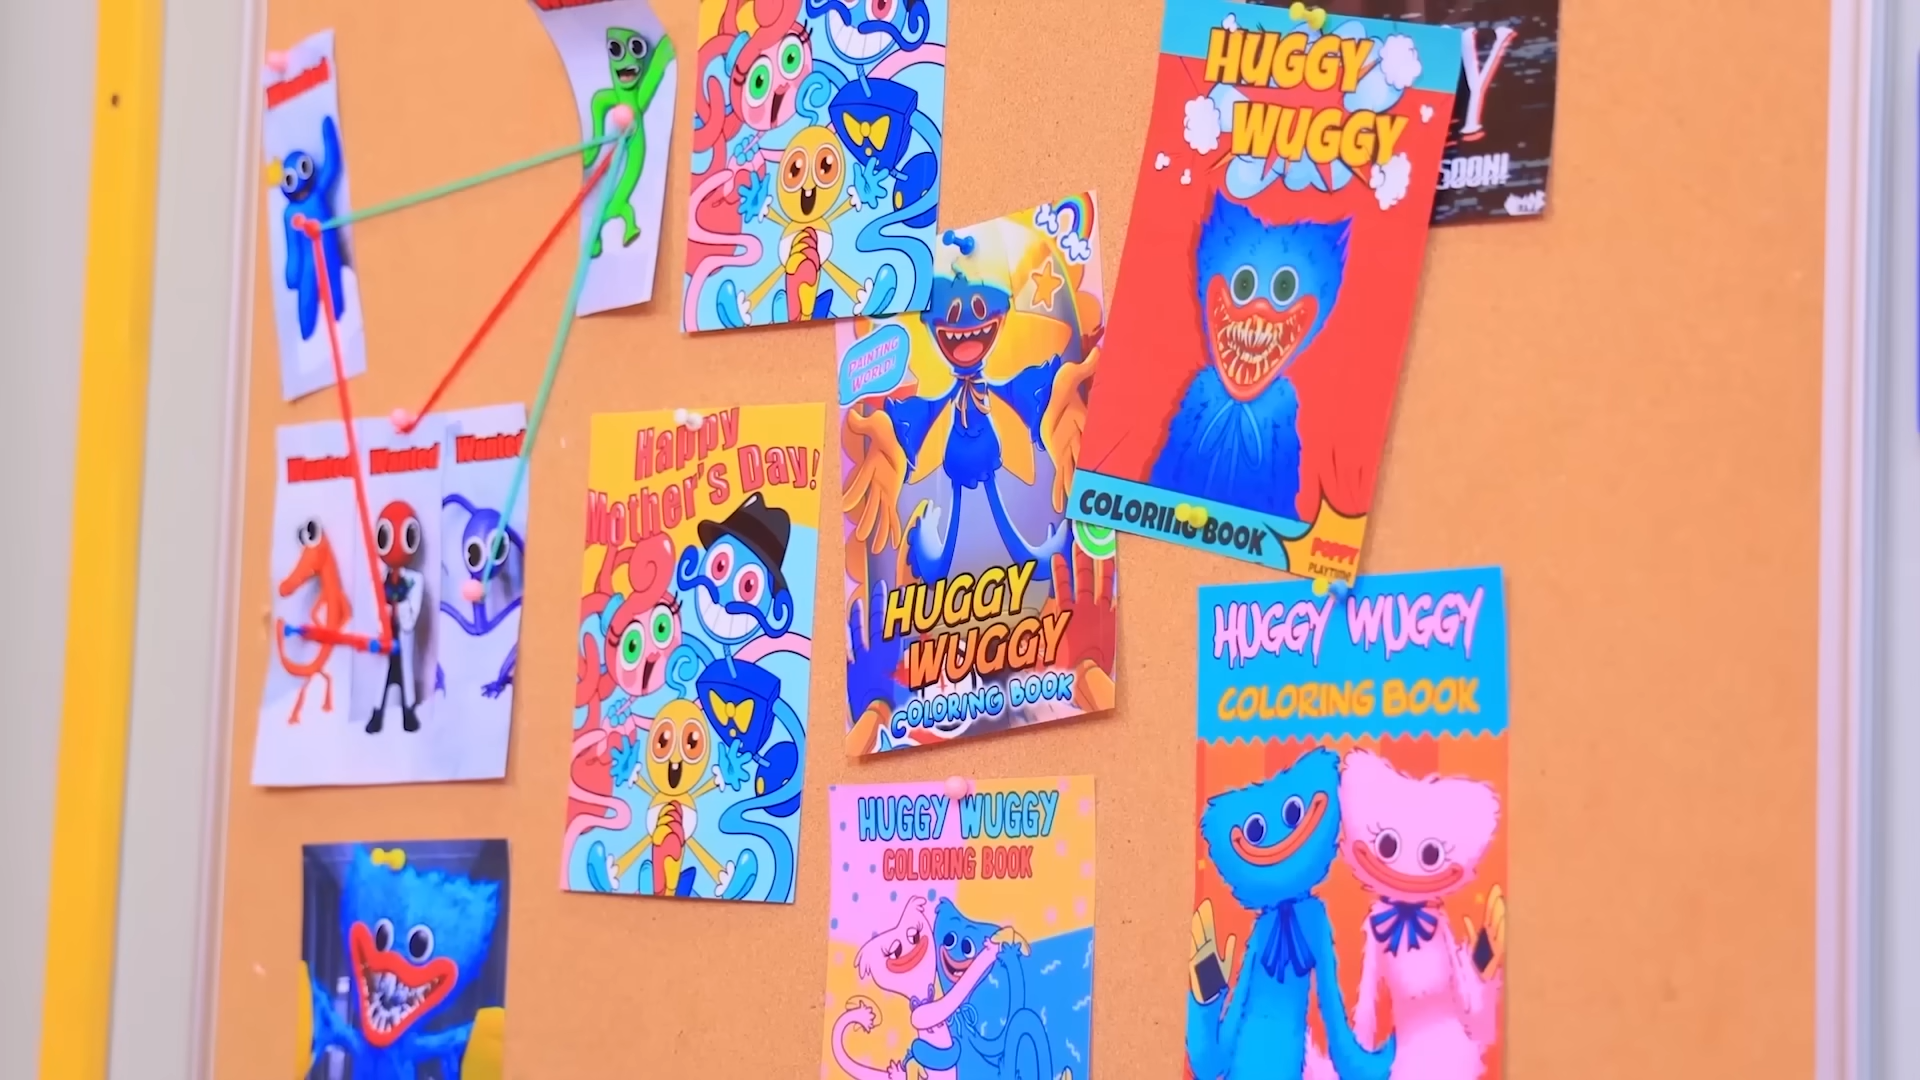 Wanted
HUGGY
WUGGY
Y
SOON!
PAINTING
WORLD!
Happy
Mother's Day!
Wanted Wanted Wanted
COLORING BOOK
POPPY
PLAYTIME
HUGGY
WUGGY
COLORING BOOK
HUGGY WUGGY
COLORING BOOK
HUGGY WUGGY
COLORING BOOK